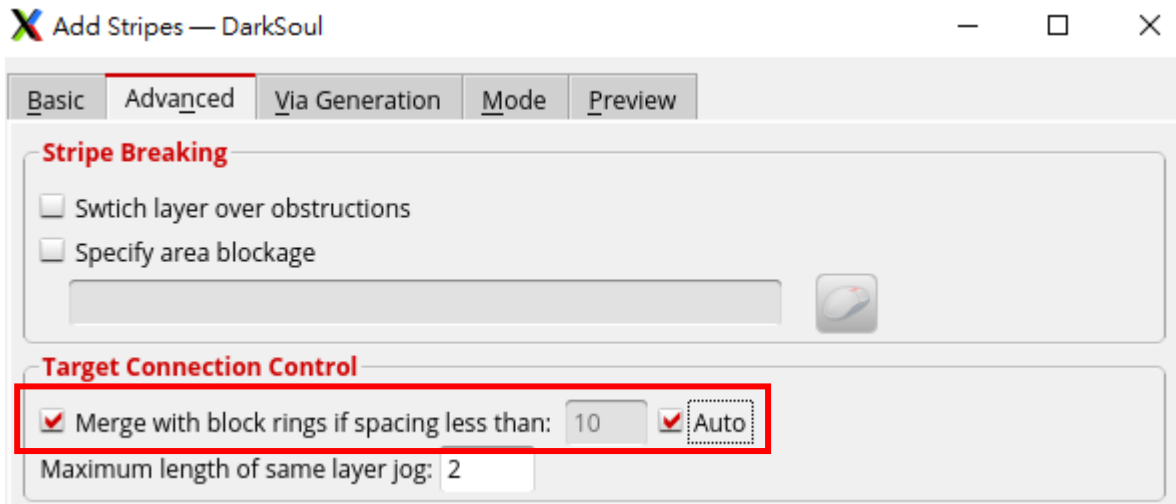 Add Stripes — DarkSoul
Basic Advanced Via Generation Mode Preview
Stripe Breaking
Swtich layer over obstructions
Specify area blockage
Target Connection Control
Merge with block rings if spacing less than: 10 Auto
Maximum length of same layer jog: 2